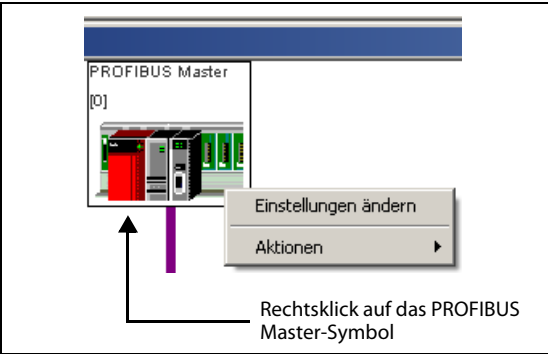 PROFIBUS Master
[0]
Einstellungen ändern
Aktionen
Rechtsklick auf das PROFIBUS
Master-Symbol